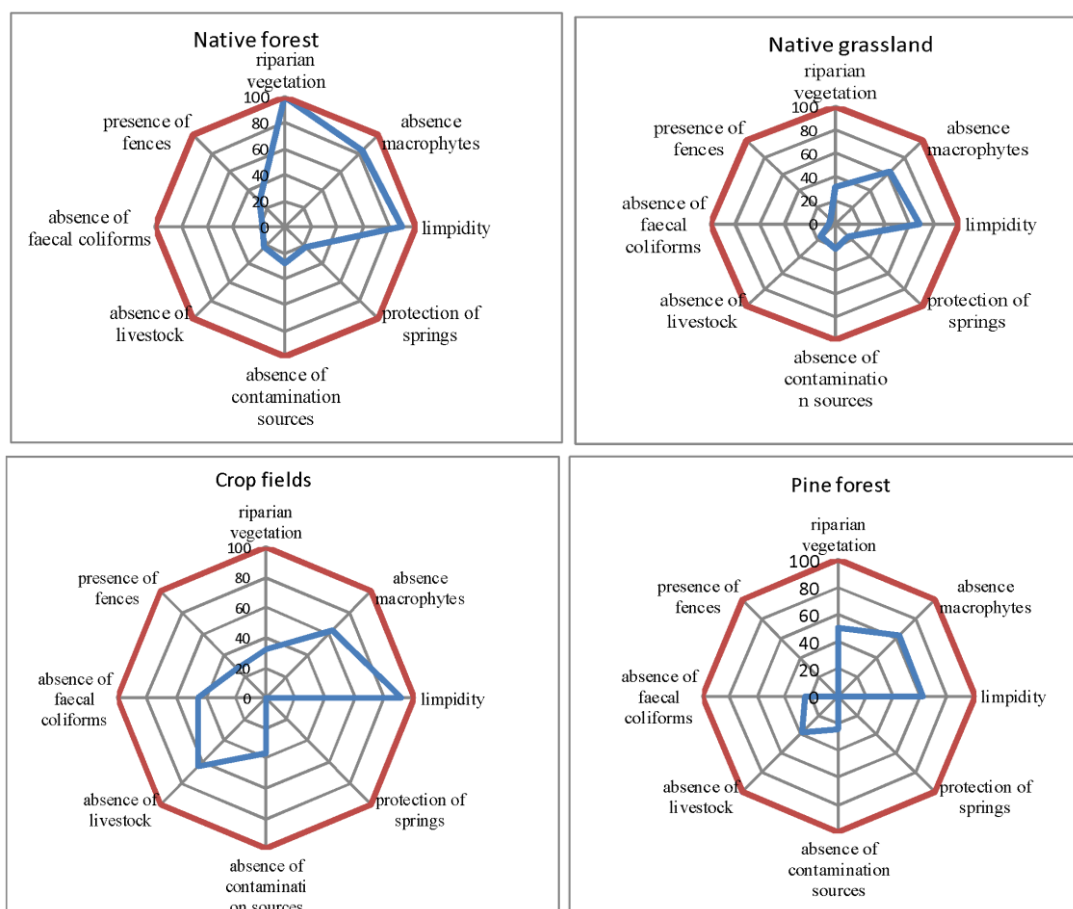 Native forest
riparian
vegetation
100
80
60
40
20
0
absence
macrophytes
limpidity
protection of
springs
absence of
contamination
sources
absence of
livestock
absence of
faecal coliforms
presence of
fences
Native grassland
riparian
vegetation
100
80
60
40
20
0
absence
macrophytes
limpidity
protection of
springs
absence of
contaminatio
n sources
absence of
livestock
absence of
faecal
coliforms
presence of
fences
Crop fields
riparian
vegetation
100
80
60
40
20
0
absence
macrophytes
limpidity
protection of
springs
absence of
contaminati
on sources
absence of
livestock
absence of
faecal
coliforms
presence of
fences
Pine forest
riparian
vegetation
100
80
60
40
20
0
absence
macrophytes
limpidity
protection of
springs
absence of
contamination
sources
absence of
livestock
absence of
faecal
coliforms
presence of
fences